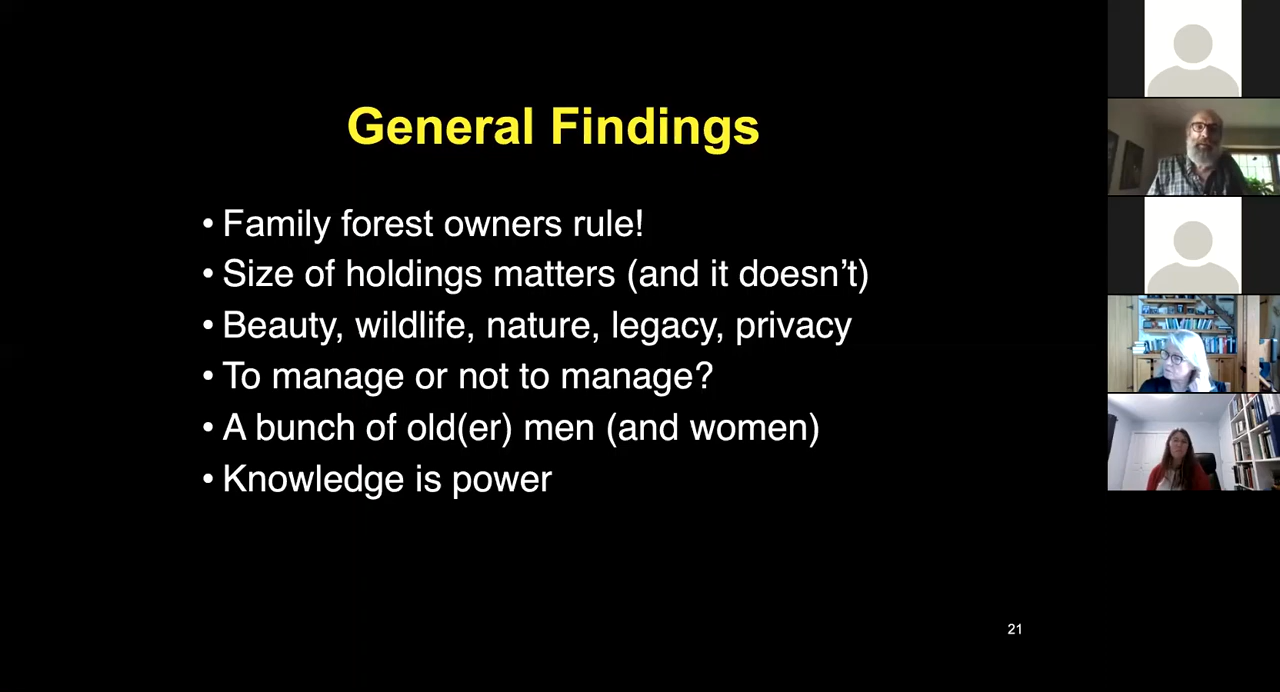 General Findings
• Family forest owners rule!
• Size of holdings matters (and it doesn’t)
• Beauty, wildlife, nature, legacy, privacy
• To manage or not to manage?
• A bunch of old(er) men (and women)
• Knowledge is power
21